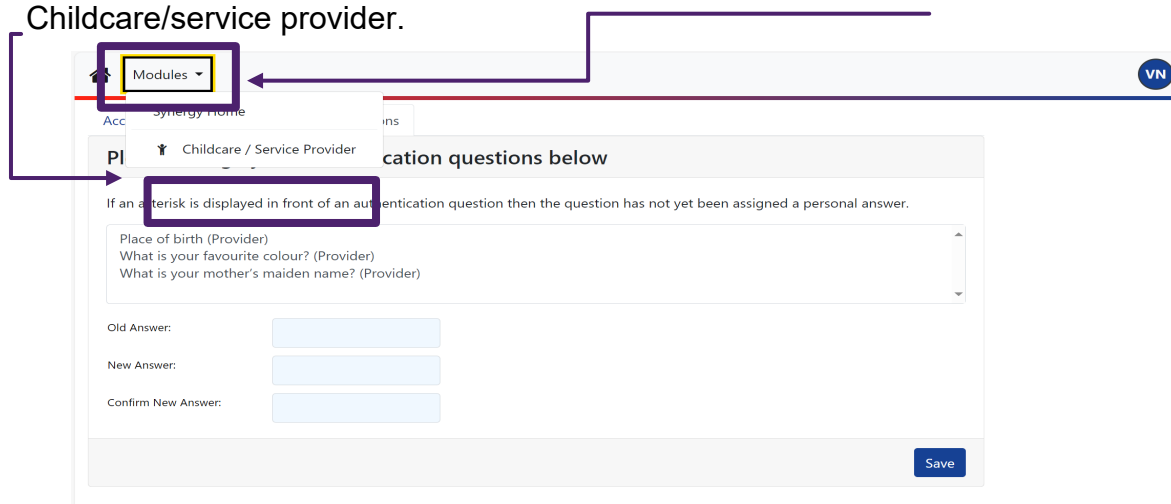 Childcare/service provider.
Modules
VN
Synergy Home
Acc
ons
Childcare / Service Provider
Pl
cation questions below
If an asterisk is displayed in front of an authentication question then the question has not yet been assigned a personal answer.
Place of birth (Provider)
What is your favourite colour? (Provider)
What is your mother's maiden name? (Provider)
Old Answer:
New Answer:
Confirm New Answer:
Save